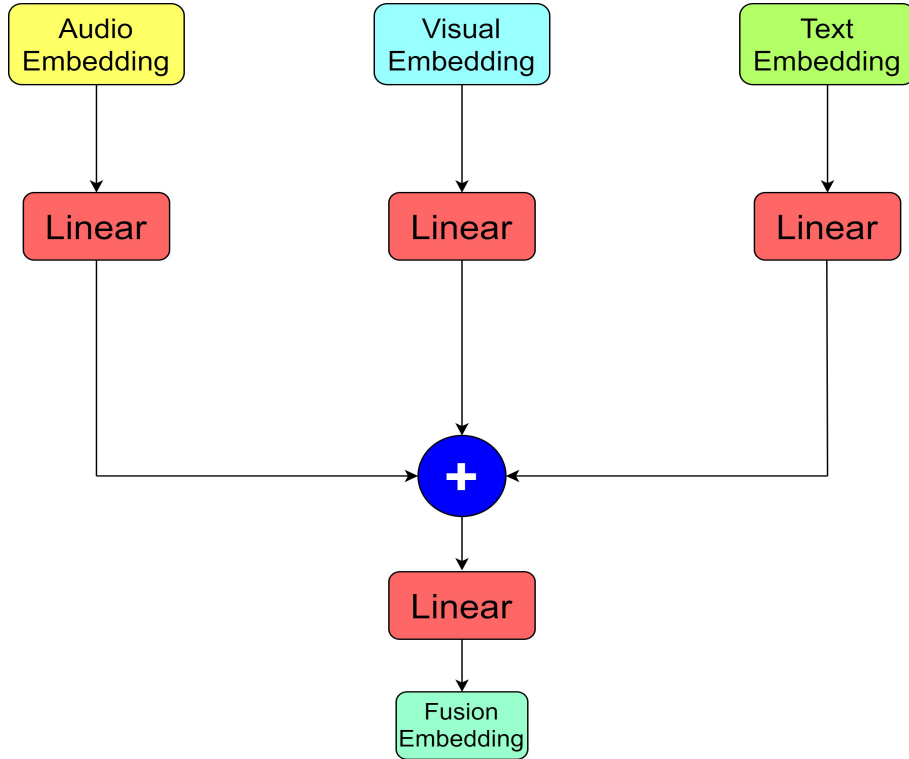 Audio
Embedding
Visual
Embedding
Text
Embedding
Linear
Linear
Linear
+
Linear
Fusion
Embedding